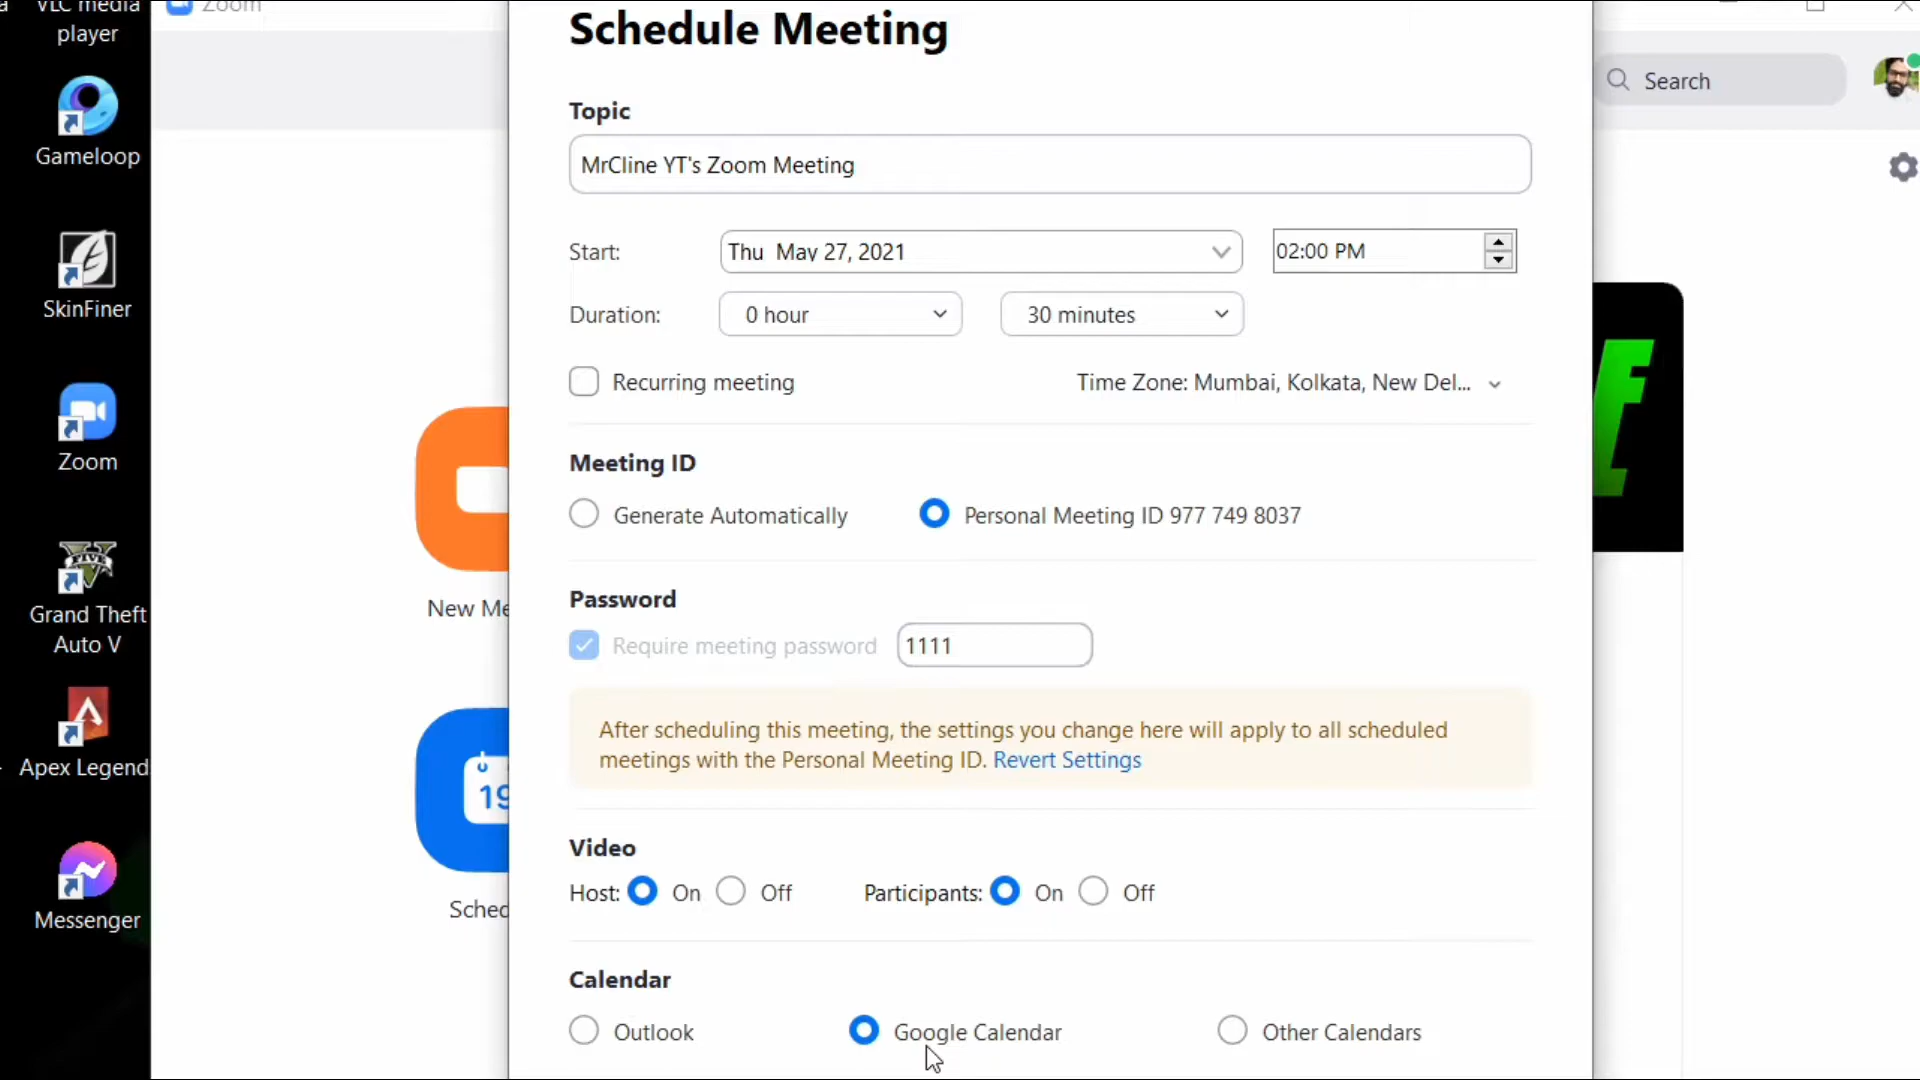 VLC media
player
Gameloop
SkinFiner
Zoom
Grand Theft
Auto V
Apex Legend
Messenger
Zoom
New Me
19
Sched
Schedule Meeting
Topic
MrCline YT's Zoom Meeting
Start: Thu May 27, 2021 02:00 PM
Duration: 0 hour 30 minutes
Recurring meeting Time Zone: Mumbai, Kolkata, New Del...
Meeting ID
Generate Automatically Personal Meeting ID 977 749 8037
Password
Require meeting password 1111
After scheduling this meeting, the settings you change here will apply to all scheduled
meetings with the Personal Meeting ID. Revert Settings
Video
Host: On Off Participants: On Off
Calendar
Outlook Google Calendar Other Calendars
Search